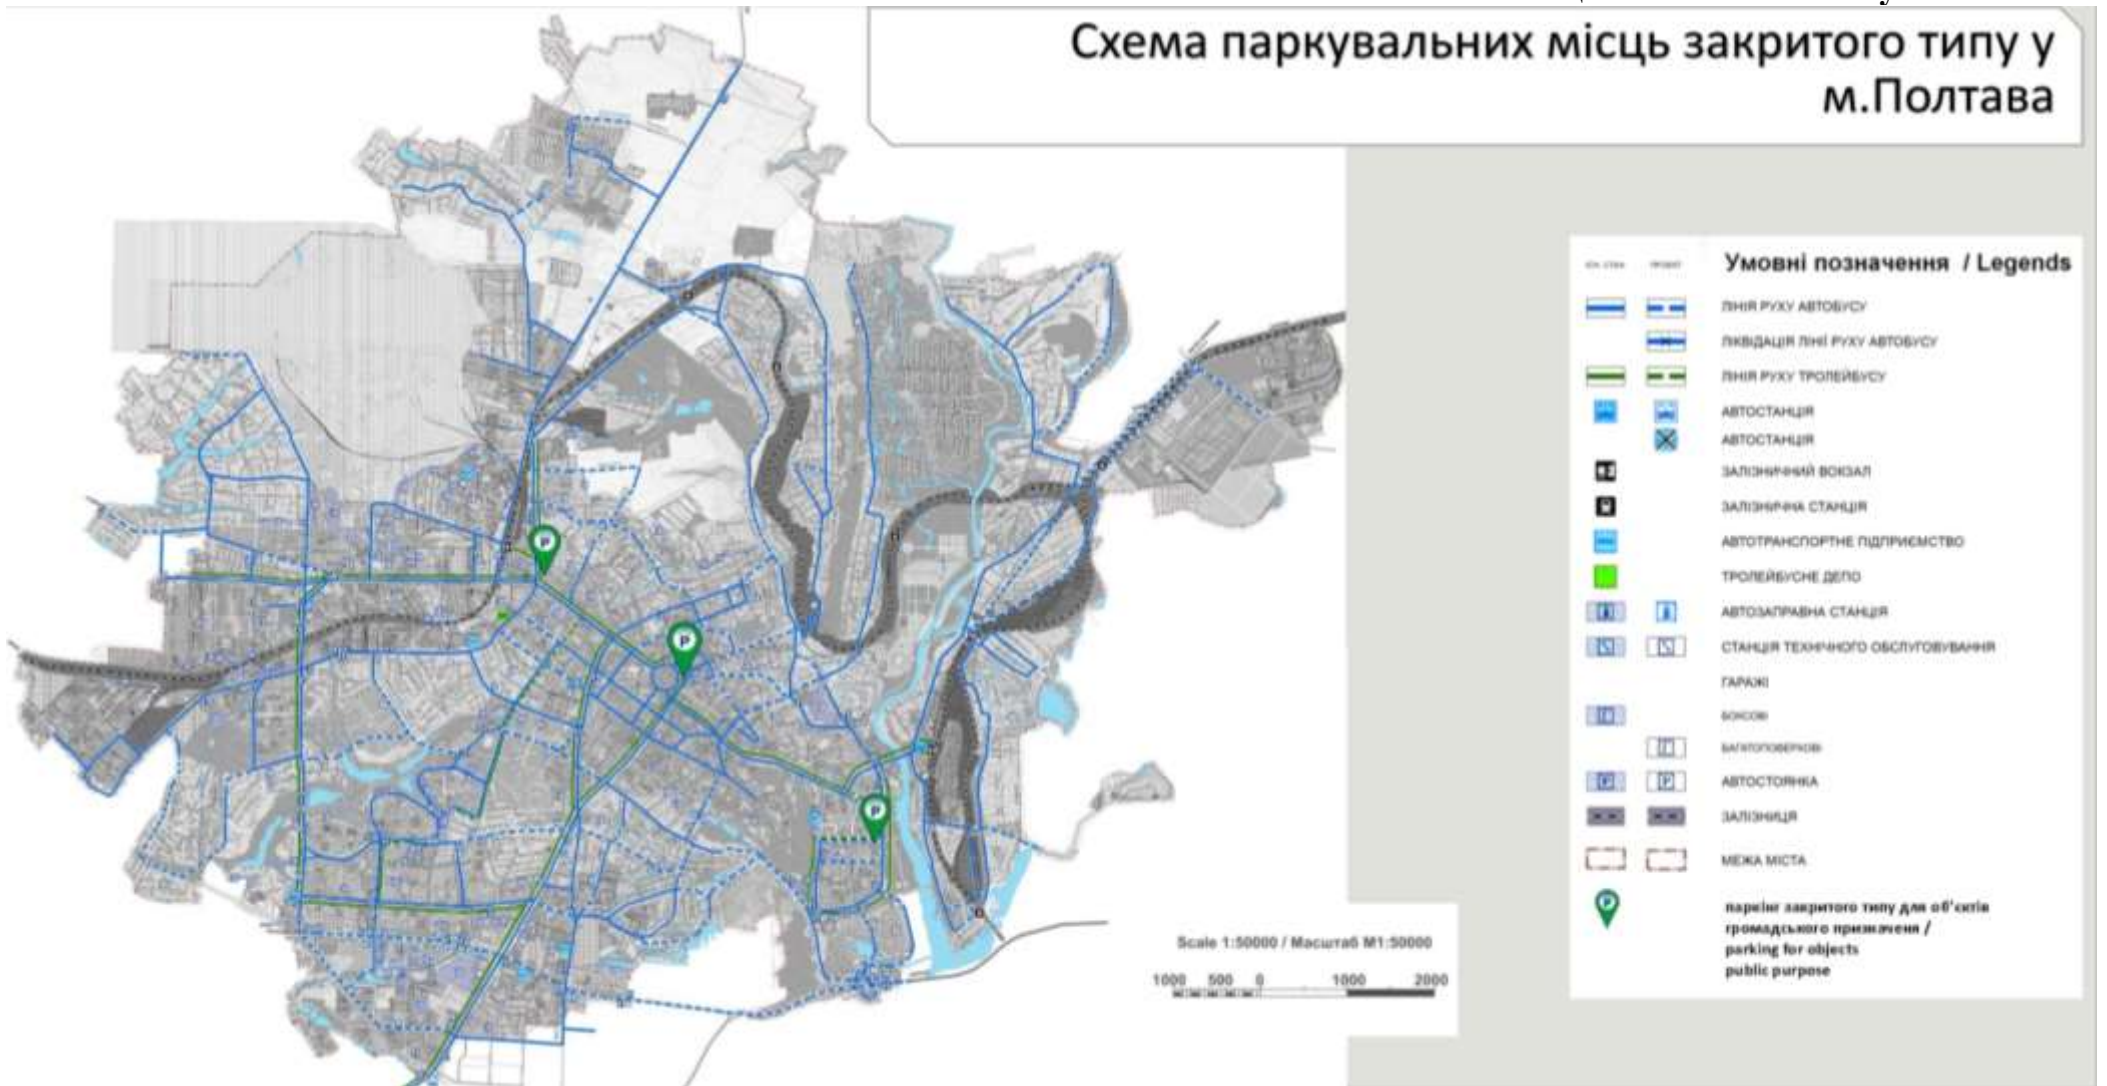 Схема паркувальних місць закритого типу у
м.Полтава
Умовні позначення / Legends
ЛІНІЯ РУХУ АВТОБУСУ
ЛІКВІДАЦІЯ ЛІНІЇ РУХУ АВТОБУСУ
ЛІНІЯ РУХУ ТРОЛЕЙБУСУ
АВТОСТАНЦІЯ
АВТОСТАНЦІЯ
ЗАЛІЗНИЧНИЙ ВОКЗАЛ
ЗАЛІЗНИЧНА СТАНЦІЯ
АВТОТРАНСПОРТНЕ ПІДПРИЄМСТВО
ТРОЛЕЙБУСНЕ ДЕПО
АВТОЗАПРАВНА СТАНЦІЯ
СТАНЦІЯ ТЕХНІЧНОГО ОБСЛУГОВУВАННЯ
ГАРАЖІ
БОКСОВІ
БАГАТОПОВЕРХОВІ
P P АВТОСТОЯНКА
ЗАЛІЗНИЦЯ
МЕЖА МІСТА
P
паркінг закритого типу для об'єктів
громадського призначеня /
parking for objects
public purpose
P
P
P
Scale 1:50000 / Масштаб М1:50000
1000 500 0 1000 2000